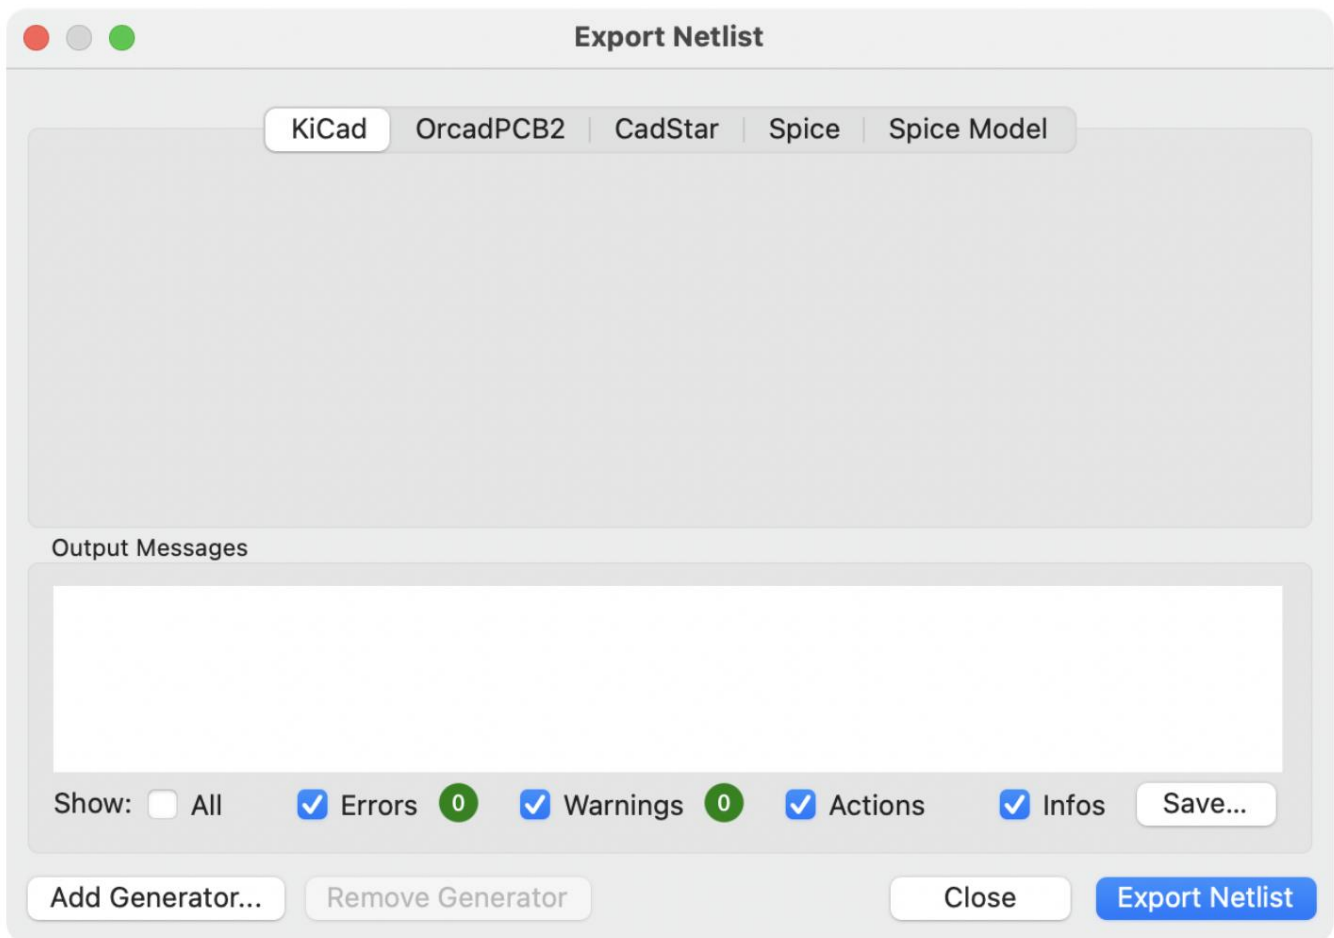 Export Netlist
KiCad OrcadPCB2 CadStar Spice Spice Model
Output Messages
Show: All Errors 0 Warnings 0 Actions Infos Save...
Add Generator... Remove Generator Close Export Netlist